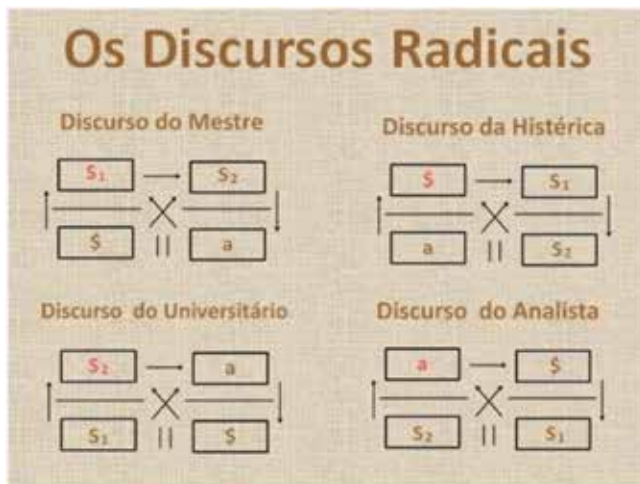 Os Discursos Radicais
Discurso do Mestre
S₁ → S₂
$ || a
Discurso da Histérica
$ → S₁
a || S₂
Discurso do Universitário
S₂ → a
S₁ || $
Discurso do Analista
a → $
S₂ || S₁